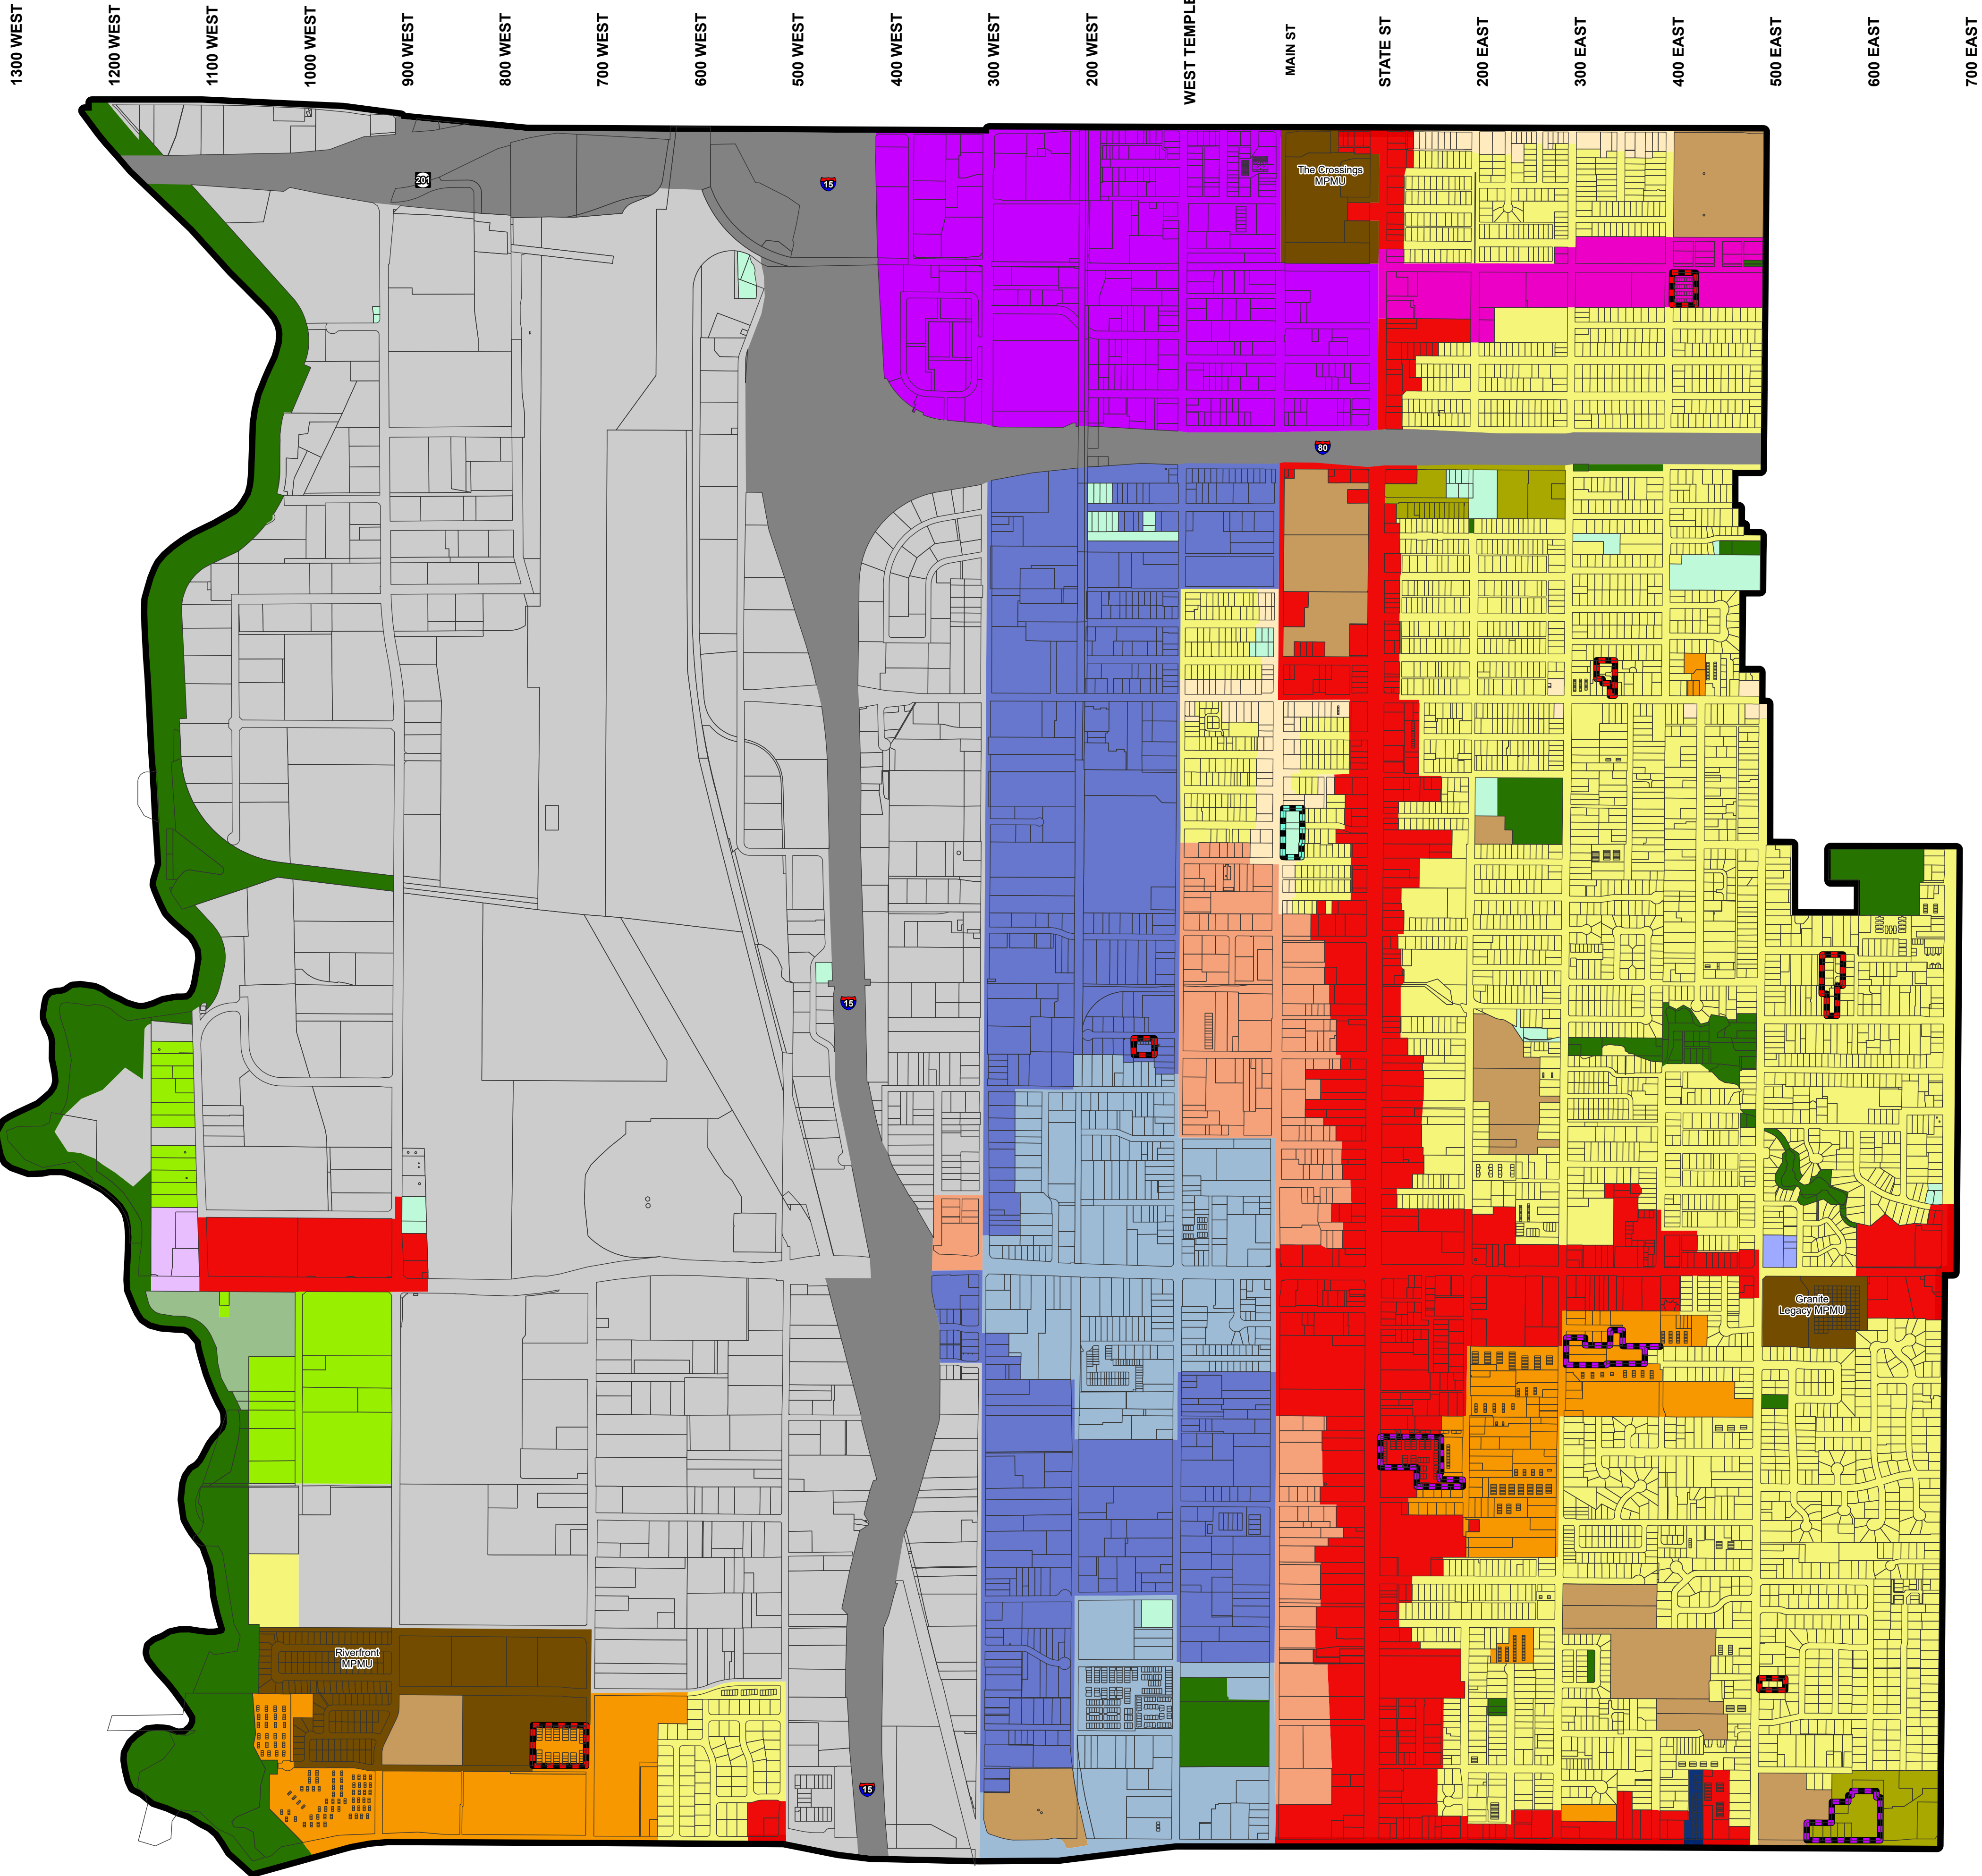 1300 WEST
1200 WEST
1100 WEST
1000 WEST
900 WEST
800 WEST
700 WEST
600 WEST
500 WEST
400 WEST
300 WEST
200 WEST
WEST TEMPLE
MAIN ST
STATE ST
200 EAST
300 EAST
400 EAST
500 EAST
600 EAST
700 EAST
The Crossings
MPMU
201
15
80
15
Granite
Legacy MPMU
Riverfront
MPMU
15